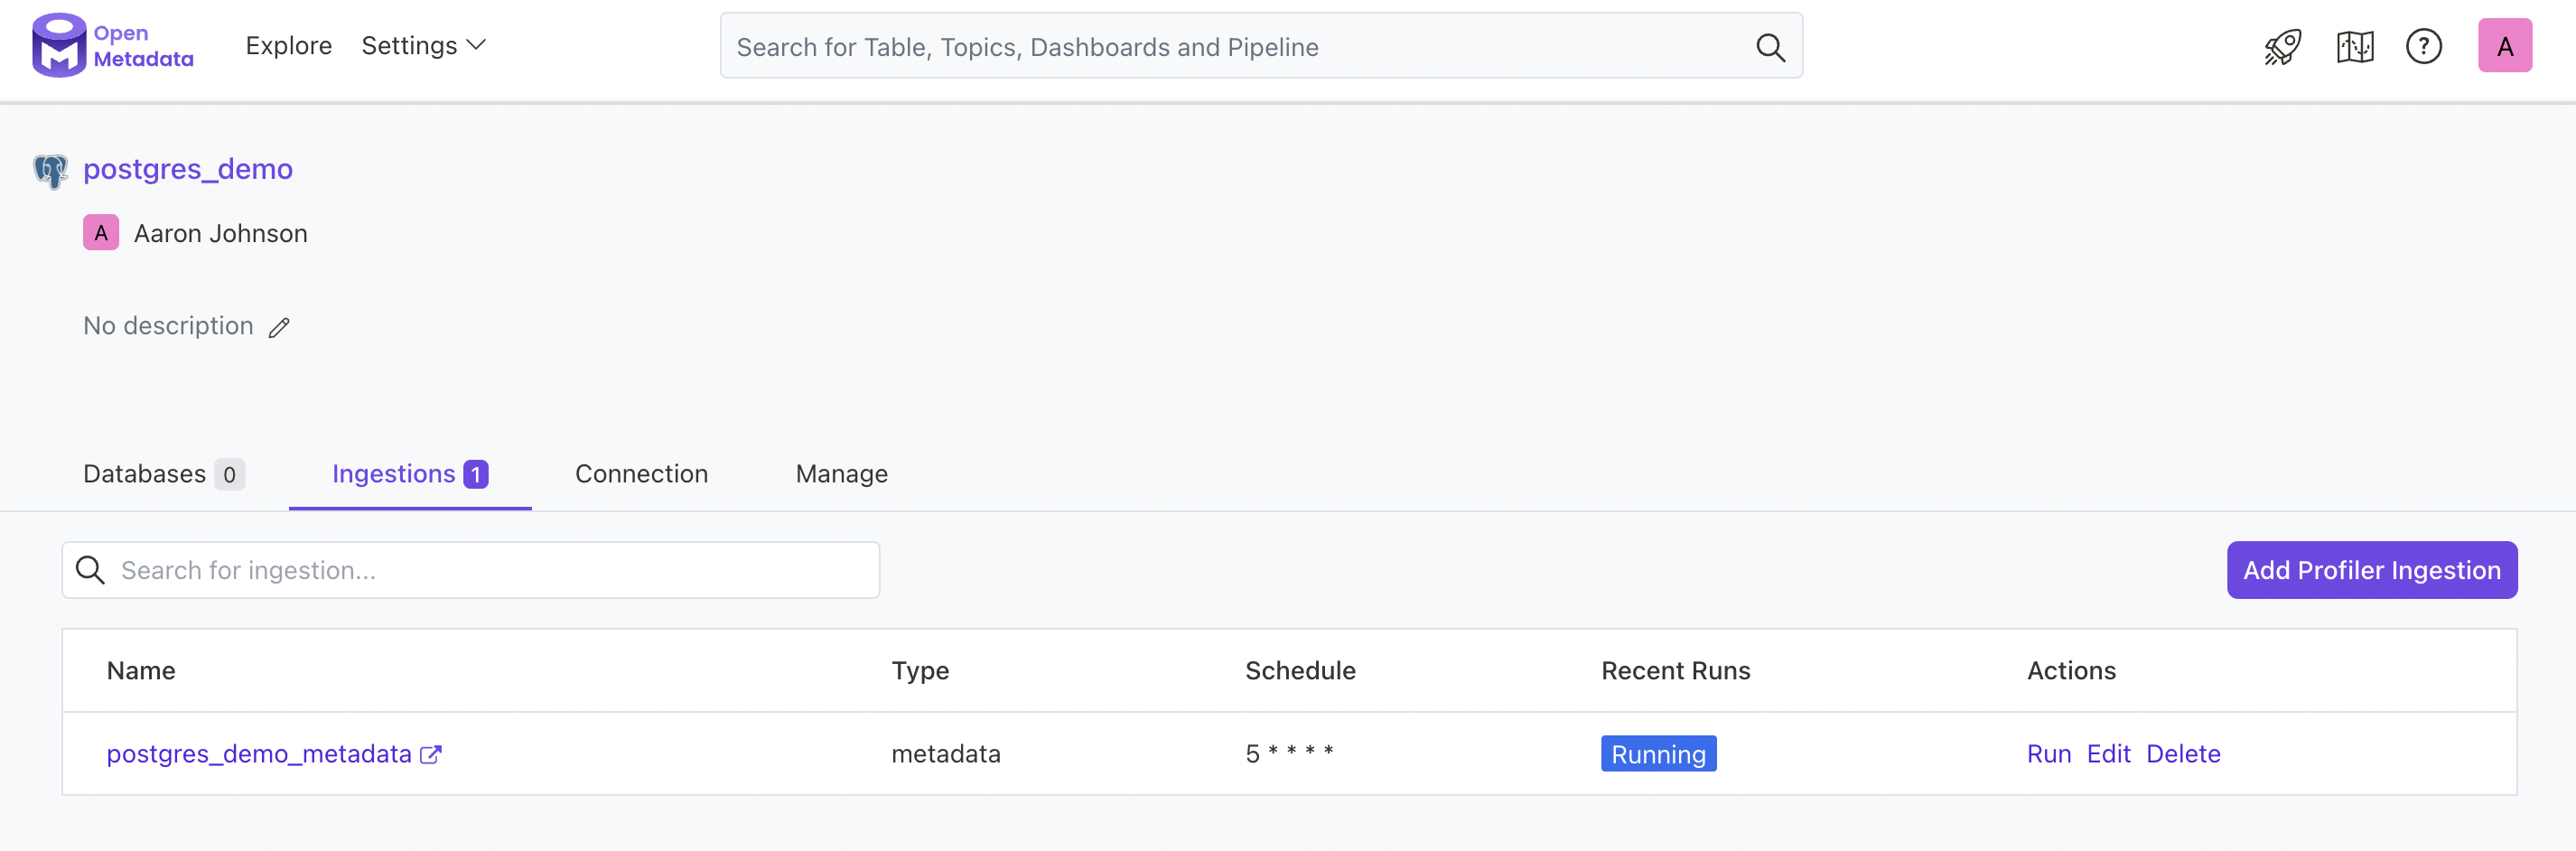 Open
Metadata
Explore Settings
Search for Table, Topics, Dashboards and Pipeline
?
A
postgres_demo
A Aaron Johnson
No description
Databases 0 Ingestions 1 Connection Manage
Search for ingestion...
Add Profiler Ingestion
Name Type Schedule Recent Runs Actions
postgres_demo_metadata metadata 5 * * * * Running Run Edit Delete